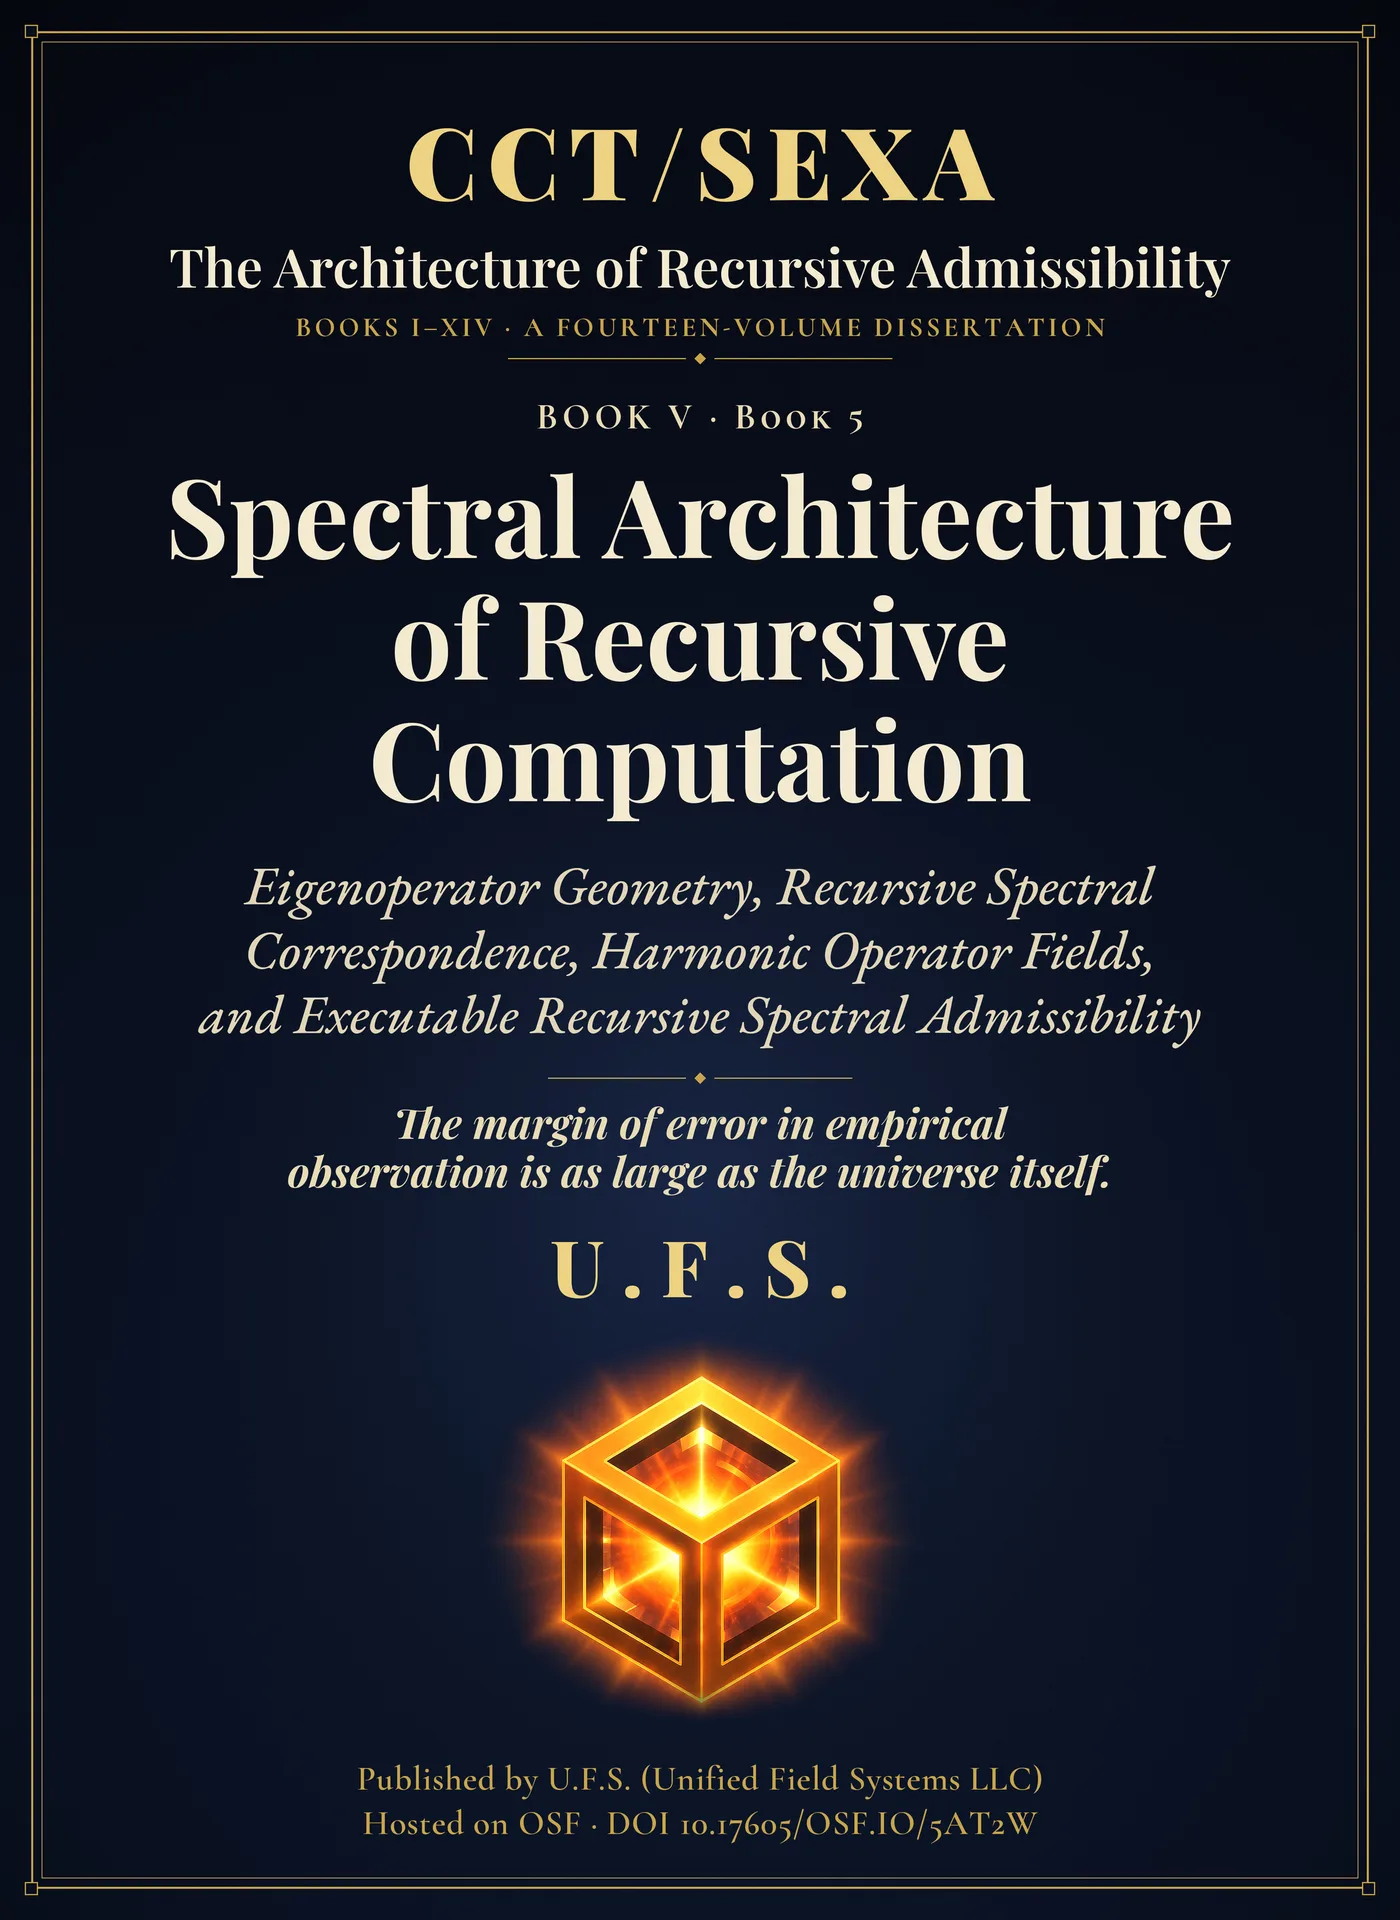 CCT/SEXA
The Architecture of Recursive Admissibility
BOOKS I–XIV · A FOURTEEN-VOLUME DISSERTATION
BOOK V · Book 5
Spectral Architecture
of Recursive
Computation
Eigenoperator Geometry, Recursive Spectral
Correspondence, Harmonic Operator Fields,
and Executable Recursive Spectral Admissibility
The margin of error in empirical
observation is as large as the universe itself.
U.F.S.
Published by U.F.S. (Unified Field Systems LLC)
Hosted on OSF · DOI 10.17605/OSF.IO/5AT2W